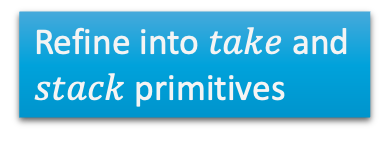 Refine into take and
stack primitives